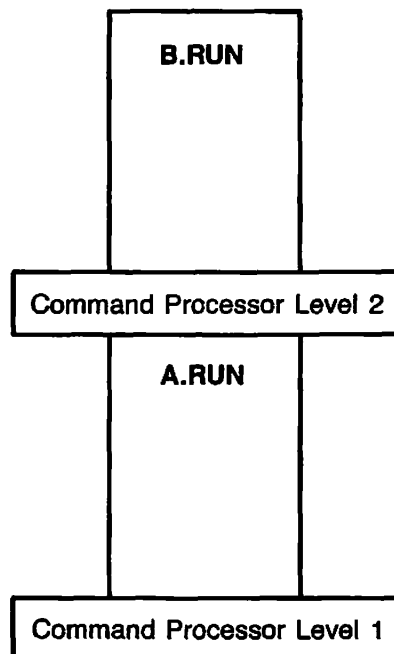 B.RUN
Command Processor Level 2
A.RUN
Command Processor Level 1